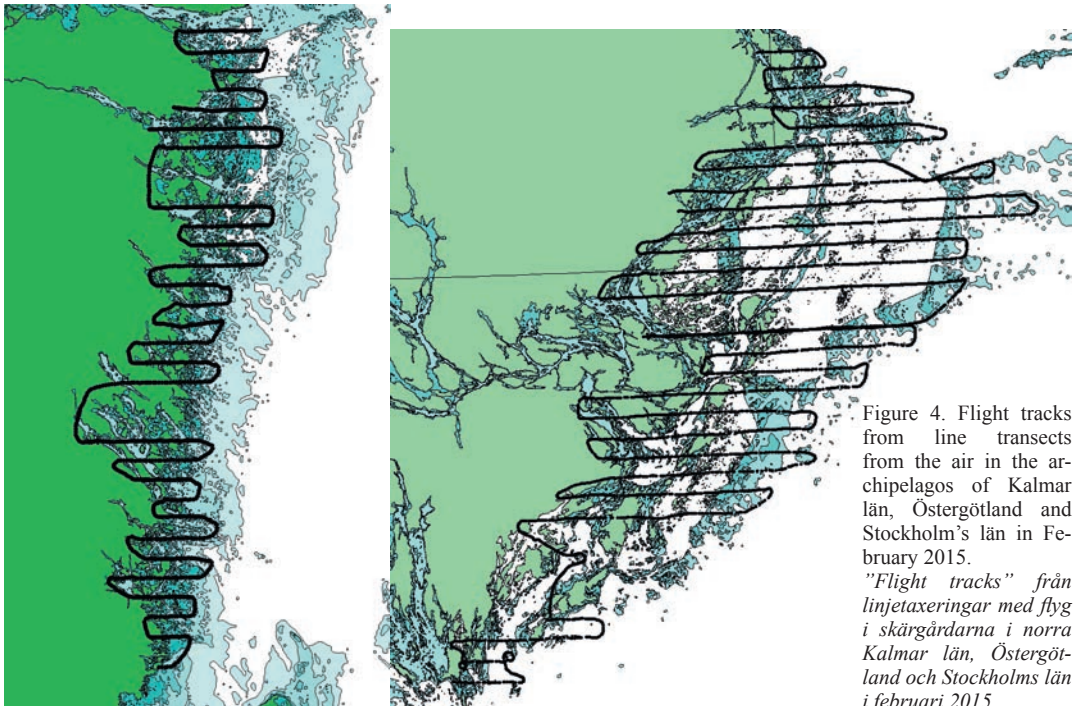 Figure 4. Flight tracks
from line transects
from the air in the ar-
chipelagos of Kalmar
län, Östergötland and
Stockholm's län in Fe-
bruary 2015.
”Flight tracks” från
linjetaxeringar med flyg
i skärgårdarna i norra
Kalmar län, Östergöt-
land och Stockholms län
i februari 2015